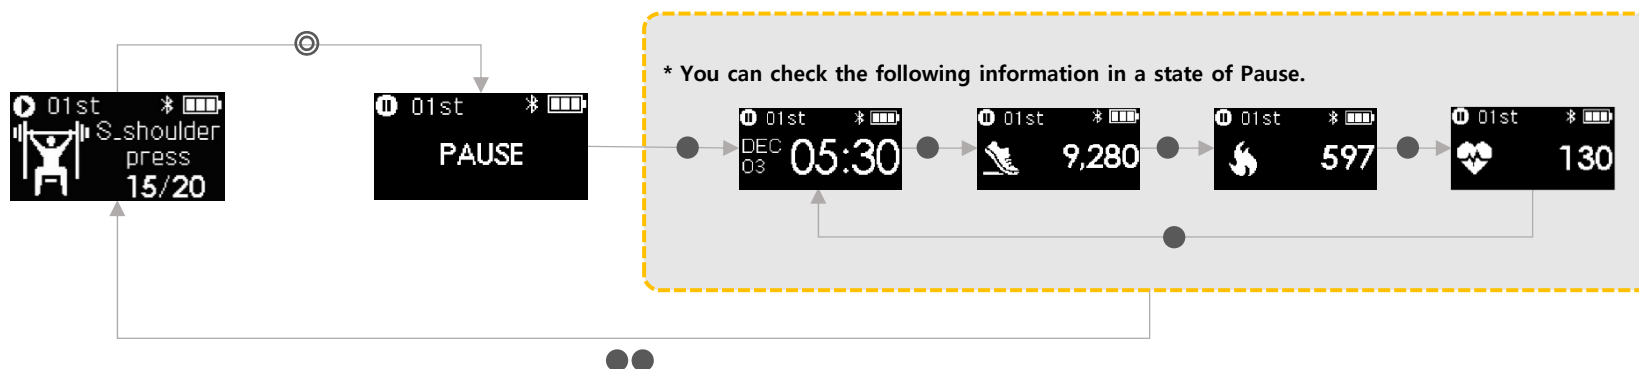 * You can check the following information in a state of Pause.
01st
S_shoulder
press
15/20
01st
PAUSE
01st
DEC
03
05:30
01st
9,280
01st
597
01st
130